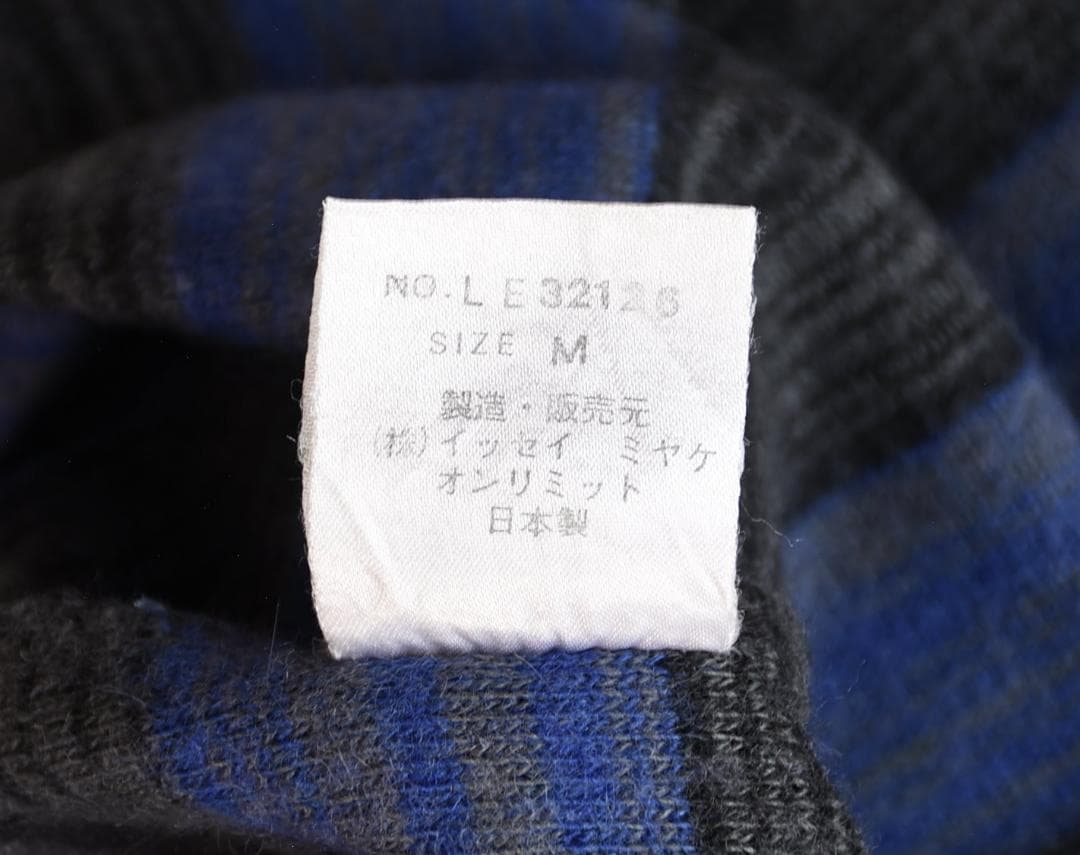 NO. LE32126
SIZE M
製造・販売元
(株)イッセイ ミヤケ
オンリミット
日本製